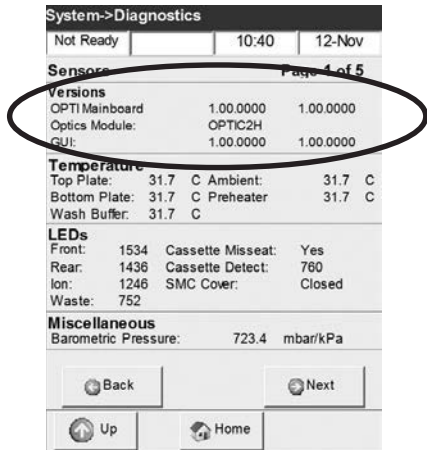 System->Diagnostics
Not Ready 10:40 12-Nov
Sensors Page 1 of 5
Versions
OPTI Mainboard 1.00.0000 1.00.0000
Optics Module: OPTIC2H
GUI: 1.00.0000 1.00.0000
Temperature
Top Plate: 31.7 C Ambient: 31.7 C
Bottom Plate: 31.7 C Preheater 31.7 C
Wash Buffer: 31.7 C
LEDs
Front: 1534 Cassette Misseat: Yes
Rear: 1436 Cassette Detect: 760
Ion: 1246 SMC Cover: Closed
Waste: 752
Miscellaneous
Barometric Pressure: 723.4 mbar/kPa
Back Next
Up Home